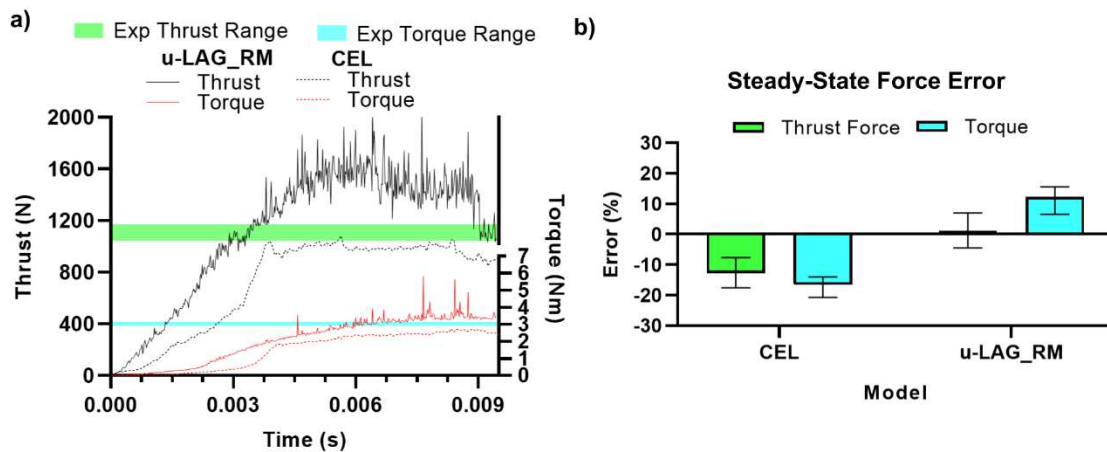 a)
Exp Thrust Range
Exp Torque Range
u-LAG_RM
CEL
Thrust
Thrust
Torque
Torque
2000
1600
1200
800
400
0
Thrust (N)
7
6
5
4
3
2
1
0
Torque (Nm)
0.000
0.003
0.006
0.009
Time (s)
b)
Steady-State Force Error
Thrust Force
Torque
30
20
10
0
-10
-20
-30
Error (%)
CEL
u-LAG_RM
Model